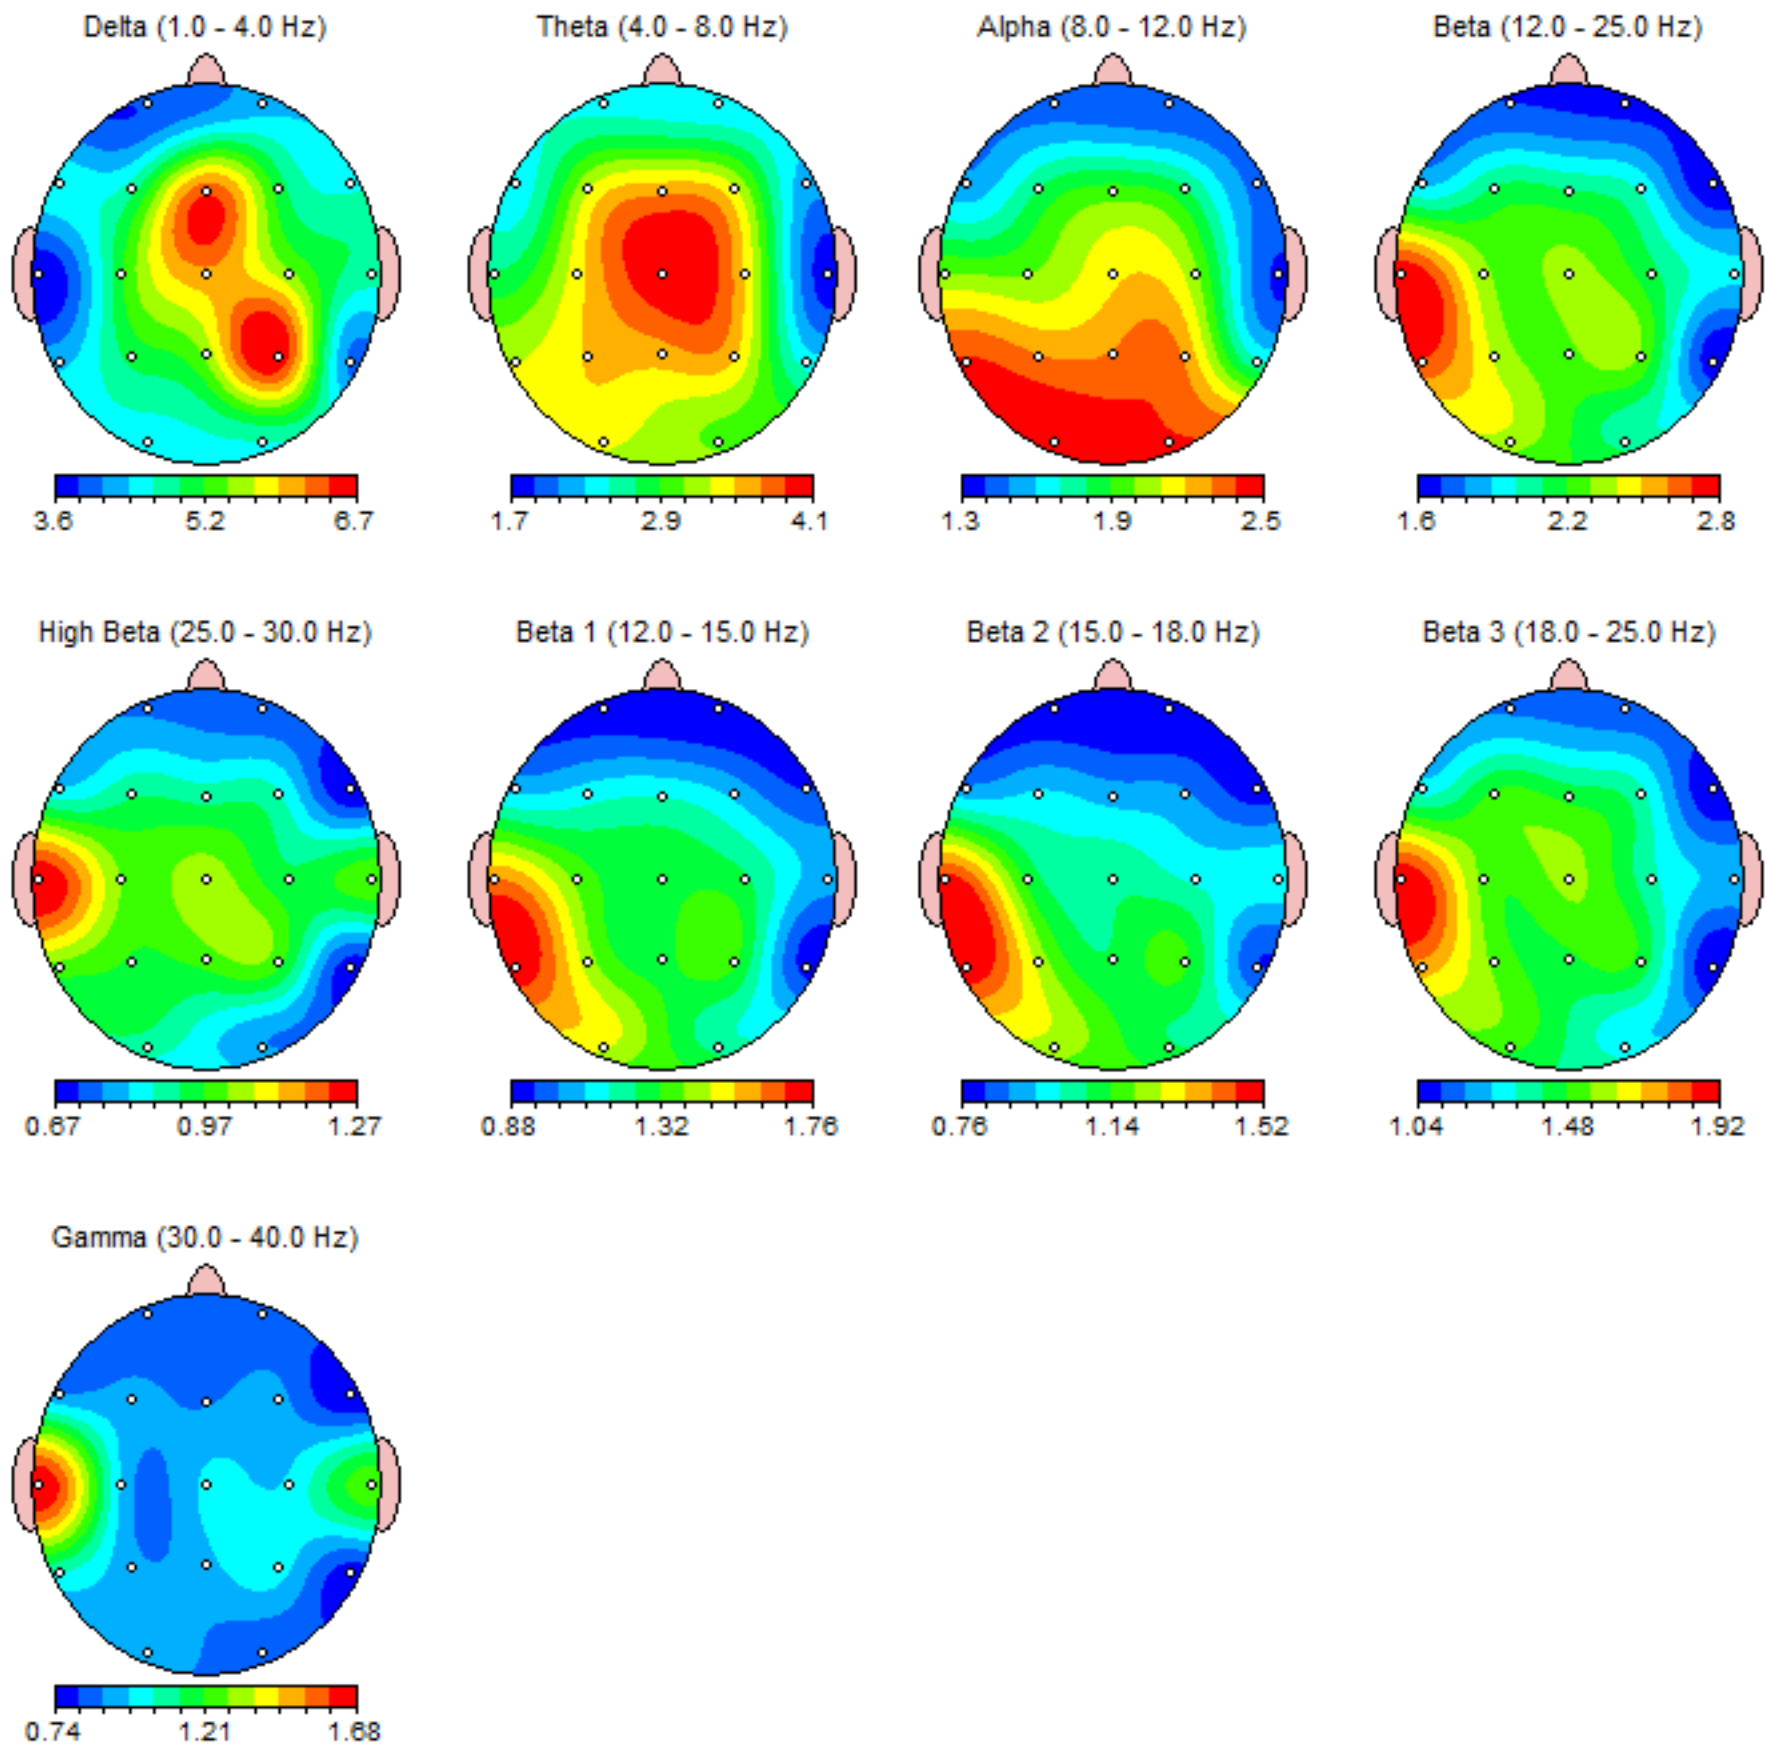 Delta (1.0 - 4.0 Hz)
Theta (4.0 - 8.0 Hz)
Alpha (8.0 - 12.0 Hz)
Beta (12.0 - 25.0 Hz)
3.6 5.2 6.7
1.7 2.9 4.1
1.3 1.9 2.5
1.6 2.2 2.8
High Beta (25.0 - 30.0 Hz)
Beta 1 (12.0 - 15.0 Hz)
Beta 2 (15.0 - 18.0 Hz)
Beta 3 (18.0 - 25.0 Hz)
0.67 0.97 1.27
0.88 1.32 1.76
0.76 1.14 1.52
1.04 1.48 1.92
Gamma (30.0 - 40.0 Hz)
0.74 1.21 1.68